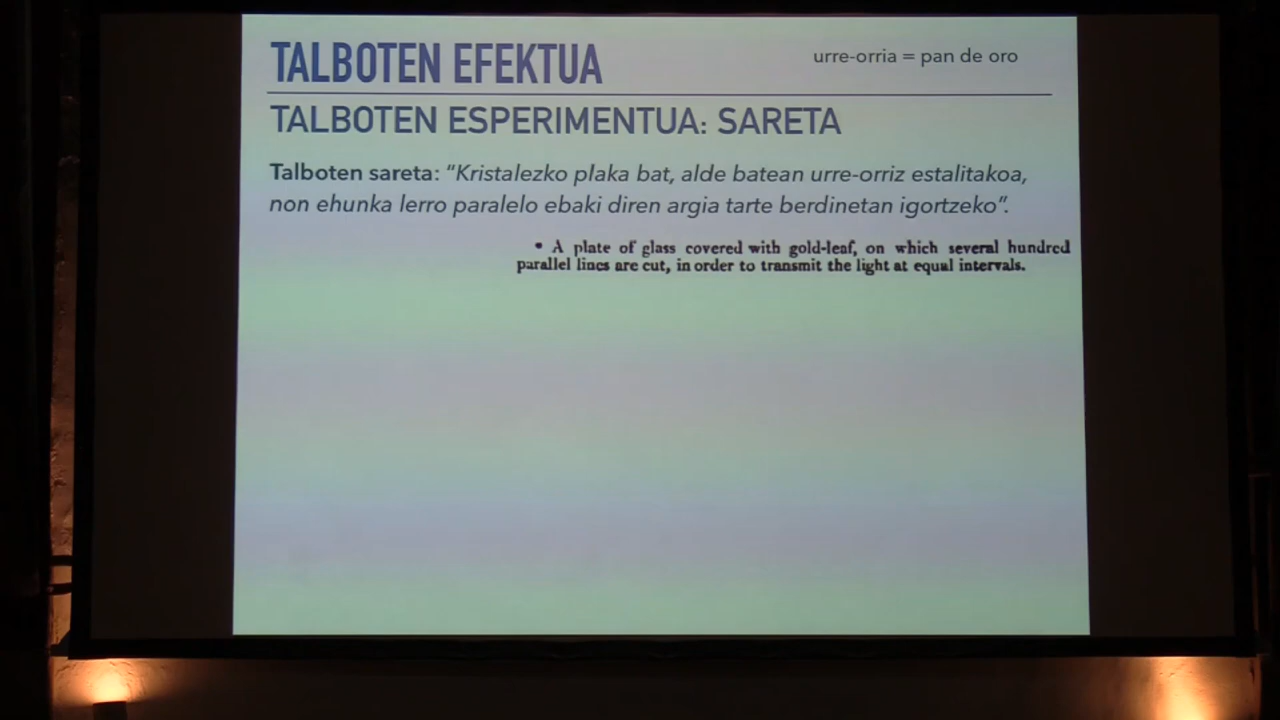 TALBOTEN EFEKTUA
urre-orria = pan de oro
TALBOTEN ESPERIMENTUA: SARETA
Talboten sareta: "Kristalezko plaka bat, alde batean urre-orriz estalitakoa,
non ehunka lerro paralelo ebaki diren argia tarte berdinetan igortzeko".
• A plate of glass covered with gold-leaf, on which several hundred
parallel lines are cut, in order to transmit the light at equal intervals.